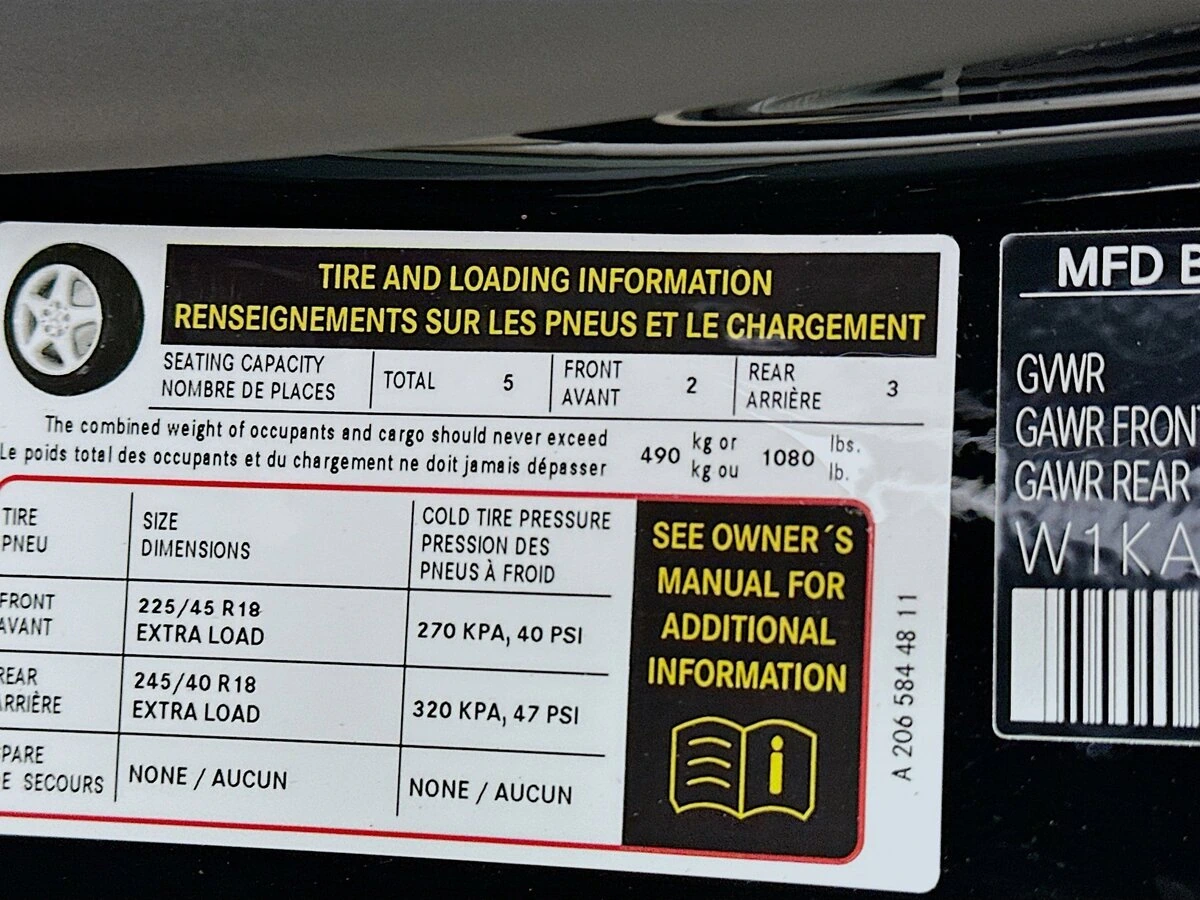 TIRE AND LOADING INFORMATION
RENSEIGNEMENTS SUR LES PNEUS ET LE CHARGEMENT
SEATING CAPACITY
NOMBRE DE PLACES
TOTAL 5
FRONT
AVANT
2
REAR
ARRIÈRE
3
The combined weight of occupants and cargo should never exceed
Le poids total des occupants et du chargement ne doit jamais dépasser
490 kg or 1080 lbs.
kg ou lb.
TIRE
PNEU
SIZE
DIMENSIONS
COLD TIRE PRESSURE
PRESSION DES
PNEUS À FROID
FRONT
AVANT
225/45 R18
EXTRA LOAD
270 KPA, 40 PSI
REAR
ARRIÈRE
245/40 R18
EXTRA LOAD
320 KPA, 47 PSI
PARE
E SECOURS
NONE / AUCUN
NONE / AUCUN
SEE OWNER´S
MANUAL FOR
ADDITIONAL
INFORMATION
A 206 584 48 11
MFD B
GVWR
GAWR FRON
GAWR REAR
W1KA